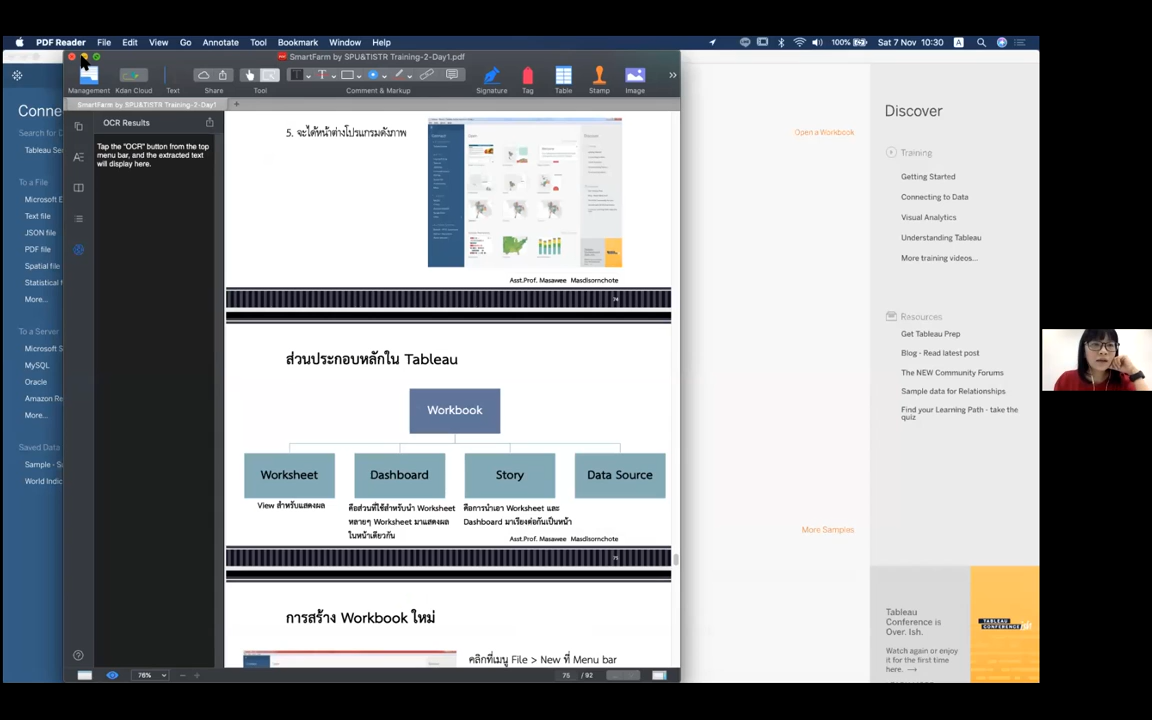 PDF Reader File Edit View Go Annotate Tool Bookmark Window Help
100% Sat 7 Nov 10:30 A
SmartFarm by SPU&TISTR Training-2-Day1.pdf
Management Kdan Cloud Text Share Tool Comment & Markup Signature Tag Table Stamp Image
SmartFarm by SPU&TISTR Training-2-Day1
OCR Results
Tap the "OCR" button from the top
menu bar, and the extracted text
will display here.
Conne
Search for D
Tableau Se
To a File
Microsoft E
Text file
JSON file
PDF file
Spatial file
Statistical
More...
To a Server
Microsoft S
MySQL
Oracle
Amazon Re
More...
Saved Data
Sample - S
World Indic
5. จะได้หน้าต่างโปรแกรมดังภาพ
Asst.Prof. Masawee Masdisornchote
74
ส่วนประกอบหลักใน Tableau
Workbook
Worksheet Dashboard Story Data Source
View สำหรับแสดงผล
คือส่วนที่ใช้สำหรับนำ Worksheet
หลายๆ Worksheet มาแสดงผล
ในหน้าเดียวกัน
คือการนำเอา Worksheet และ
Dashboard มาเรียงต่อกันเป็นหน้า
Asst.Prof. Masawee Masdisornchote
75
การสร้าง Workbook ใหม่
คลิกที่เมนู File > New ที่ Menu bar
76% 75 / 92
Open a Workbook
More Samples
Discover
Training
Getting Started
Connecting to Data
Visual Analytics
Understanding Tableau
More training videos...
Resources
Get Tableau Prep
Blog - Read latest post
The NEW Community Forums
Sample data for Relationships
Find your Learning Path - take the
quiz
Tableau
Conference is
Over. Ish.
Watch again or enjoy
it for the first time
here. →
TABLEAU
CONFERENCE ish